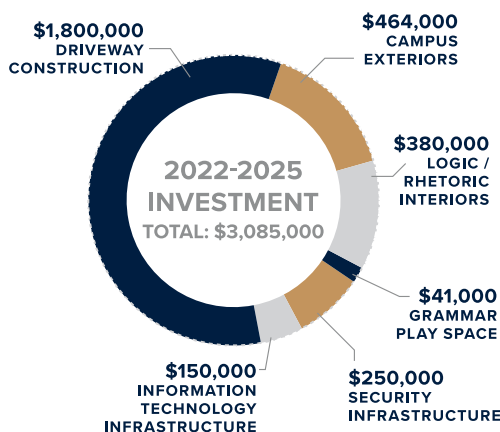 $1,800,000
DRIVEWAY
CONSTRUCTION
$464,000
CAMPUS
EXTERIORS
$380,000
LOGIC /
RHETORIC
INTERIORS
2022-2025
INVESTMENT
TOTAL: $3,085,000
$41,000
GRAMMAR
PLAY SPACE
$250,000
SECURITY
INFRASTRUCTURE
$150,000
INFORMATION
TECHNOLOGY
INFRASTRUCTURE